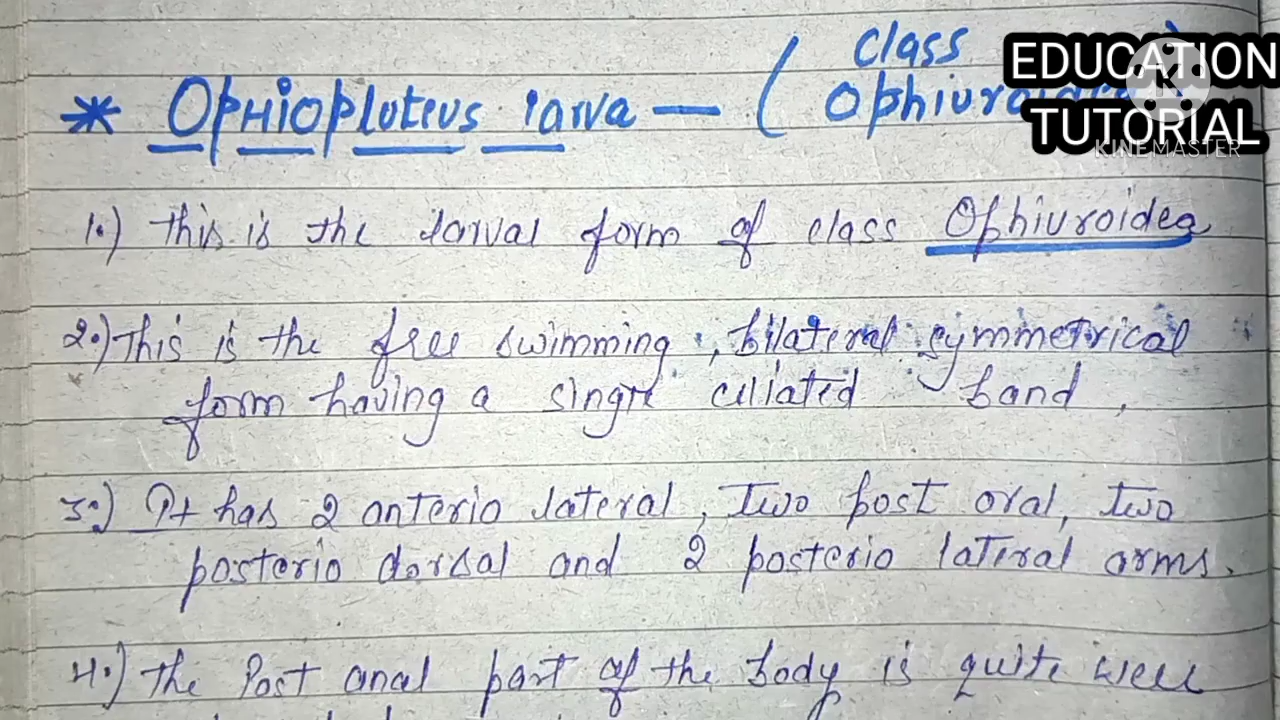 class
* Ophiopluteus larva — ( Ophiuroidea )
EDUCATION
TUTORIAL
KINEMASTER
1.) This is the larval form of class Ophiuroidea
2.) This is the free swimming, bilateral symmetrical
form having a single ciliated band,
3.) It has 2 anterio lateral, two post oral, two
posterio dorsal and 2 posterio lateral arms.
4.) The Post anal part of the body is quite well